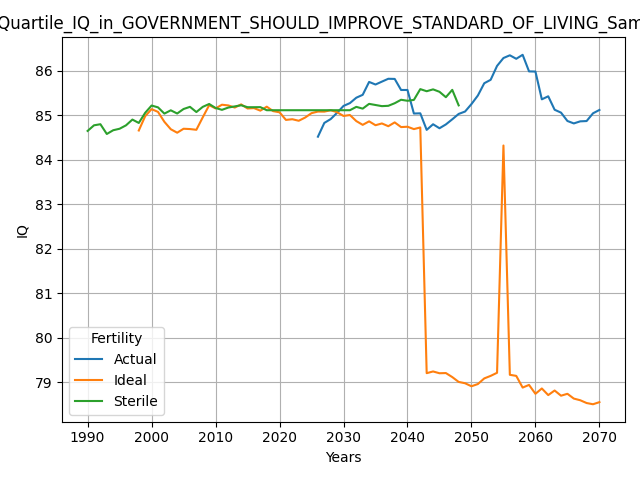 Quartile_IQ_in_GOVERNMENT_SHOULD_IMPROVE_STANDARD_OF_LIVING_Sam
86
85
84
83
82
81
80
79
IQ
Fertility
Actual
Ideal
Sterile
1990 2000 2010 2020 2030 2040 2050 2060 2070
Years